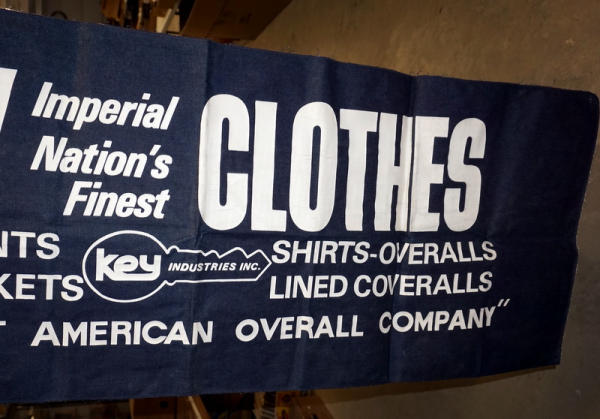 Imperial
Nation's
Finest
CLOTHES
NTS
KETS
Key INDUSTRIES INC.
SHIRTS-OVERALLS
LINED COVERALLS
T AMERICAN OVERALL COMPANY"